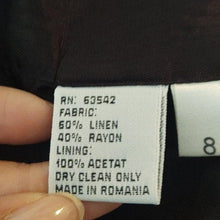 RN: 63542
FABRIC:
60% LINEN
40% RAYON
LINING:
100% ACETAT
DRY CLEAN ONLY
MADE IN ROMANIA
8